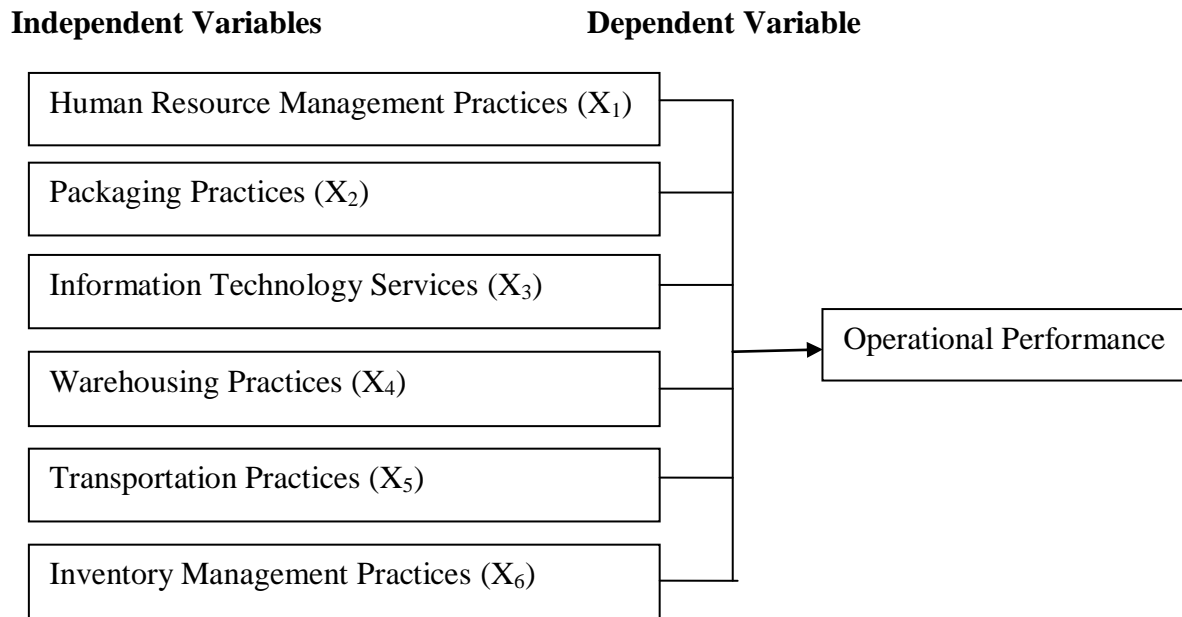 Independent Variables
Dependent Variable
Human Resource Management Practices (X₁)
Packaging Practices (X₂)
Information Technology Services (X₃)
Operational Performance
Warehousing Practices (X₄)
Transportation Practices (X₅)
Inventory Management Practices (X₆)